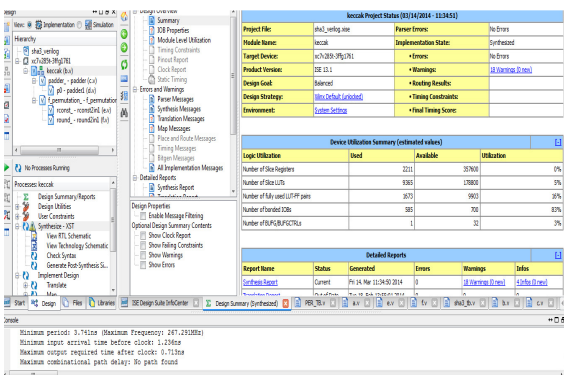 Design
View: Implementation Simulation
Hierarchy
sha3_verilog
xc7v285t-3ffg1761
keccak (b.v)
padder_ - padder (c.v)
p0 - padder1 (d.v)
f_permutation_ - f_permutation
rconst_ - rconst2in1 (e.v)
round_ - round2in1 (f.v)
No Processes Running
Processes: keccak
Design Summary/Reports
Design Utilities
User Constraints
Synthesize - XST
View RTL Schematic
View Technology Schematic
Check Syntax
Generate Post-Synthesis Si...
Implement Design
Translate
Map
Start Design Files Libraries
Design Overview
Summary
IOB Properties
Module Level Utilization
Timing Constraints
Pinout Report
Clock Report
Static Timing
Errors and Warnings
Parser Messages
Synthesis Messages
Translation Messages
Map Messages
Place and Route Messages
Timing Messages
Bitgen Messages
All Implementation Messages
Detailed Reports
Synthesis Report
Translation Report
Design Properties
Enable Message Filtering
Optional Design Summary Contents
Show Clock Report
Show Failing Constraints
Show Warnings
Show Errors
keccak Project Status (03/14/2014 - 11:34:51)
Project File: sha3_verilog.xise Parser Errors: No Errors
Module Name: keccak Implementation State: Synthesized
Target Device: xc7v285t-3ffg1761 • Errors: No Errors
Product Version: ISE 13.1 • Warnings: 18 Warnings (0 new)
Design Goal: Balanced • Routing Results:
Design Strategy: Xilinx Default (unlocked) • Timing Constraints:
Environment: System Settings • Final Timing Score:
Device Utilization Summary (estimated values) [-]
Logic Utilization Used Available Utilization
Number of Slice Registers 2211 357600 0%
Number of Slice LUTs 9365 178800 5%
Number of fully used LUT-FF pairs 1673 9903 16%
Number of bonded IOBs 585 700 83%
Number of BUFG/BUFGCTRLs 1 32 3%
Detailed Reports [-]
Report Name Status Generated Errors Warnings Infos
Synthesis Report Current Fri 14. Mar 11:34:50 2014 0 18 Warnings (0 new) 4 Infos (0 new)
ISE Design Suite InfoCenter Design Summary (Synthesized) PER_TB.v a.v e.v f.v sha3_tb.v b.v c.v
Console
Minimum period: 3.741ns (Maximum Frequency: 267.291MHz)
Minimum input arrival time before clock: 1.236ns
Maximum output required time after clock: 0.713ns
Maximum combinational path delay: No path found